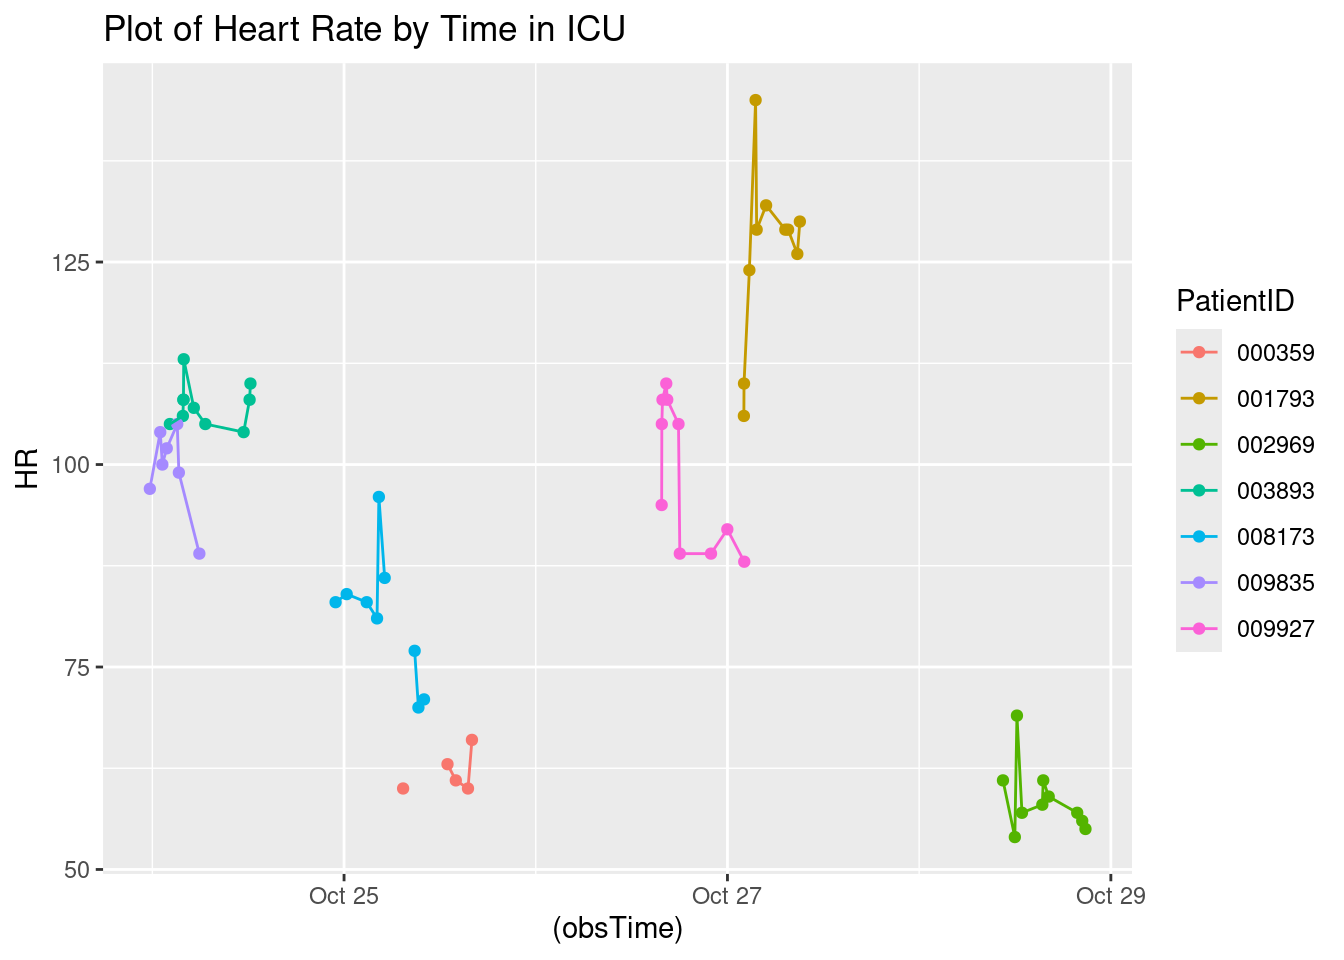 Plot of Heart Rate by Time in ICU
HR
125
100
75
50
Oct 25
Oct 27
Oct 29
(obsTime)
PatientID
000359
001793
002969
003893
008173
009835
009927